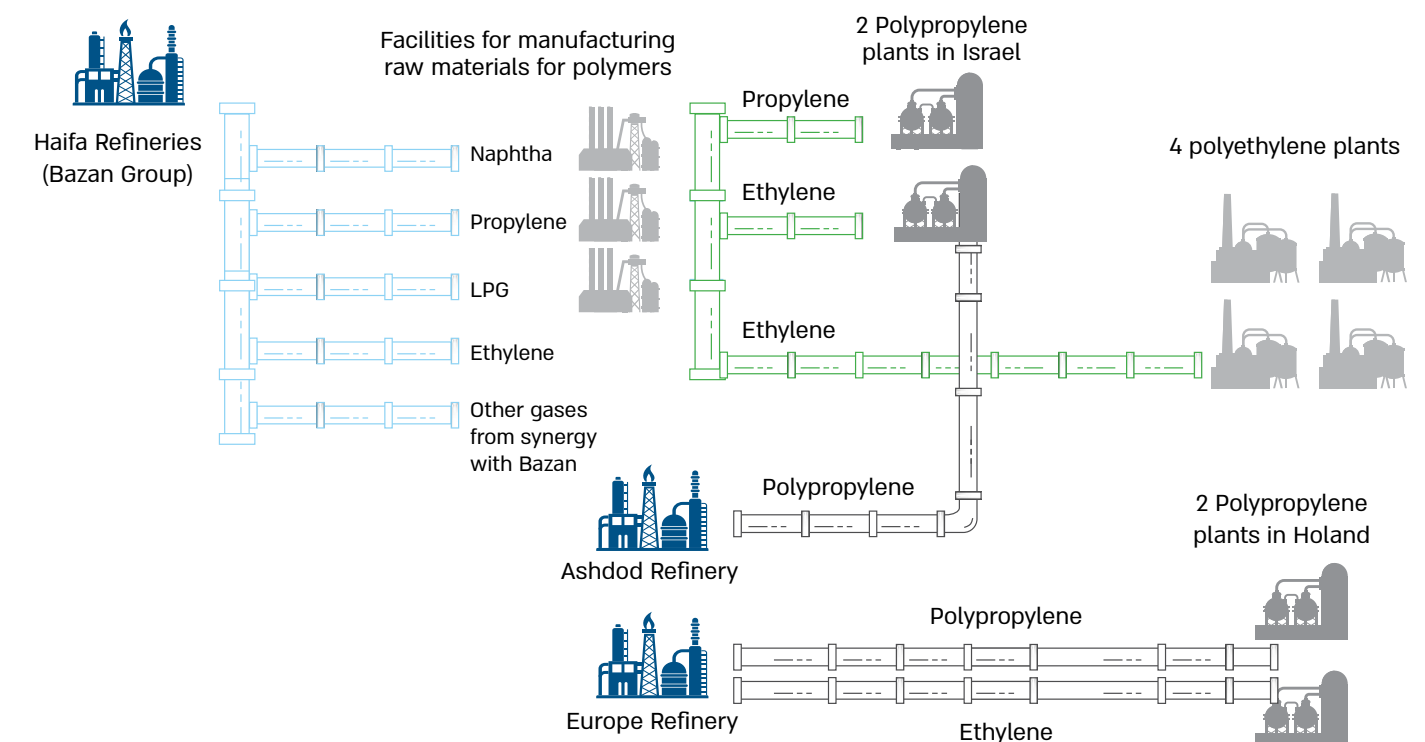 Haifa Refineries
(Bazan Group)
Facilities for manufacturing
raw materials for polymers
Naphtha
Propylene
LPG
Ethylene
Other gases
from synergy
with Bazan
2 Polypropylene
plants in Israel
Propylene
Ethylene
Ethylene
4 polyethylene plants
Polypropylene
Ashdod Refinery
2 Polypropylene
plants in Holand
Polypropylene
Europe Refinery
Ethylene